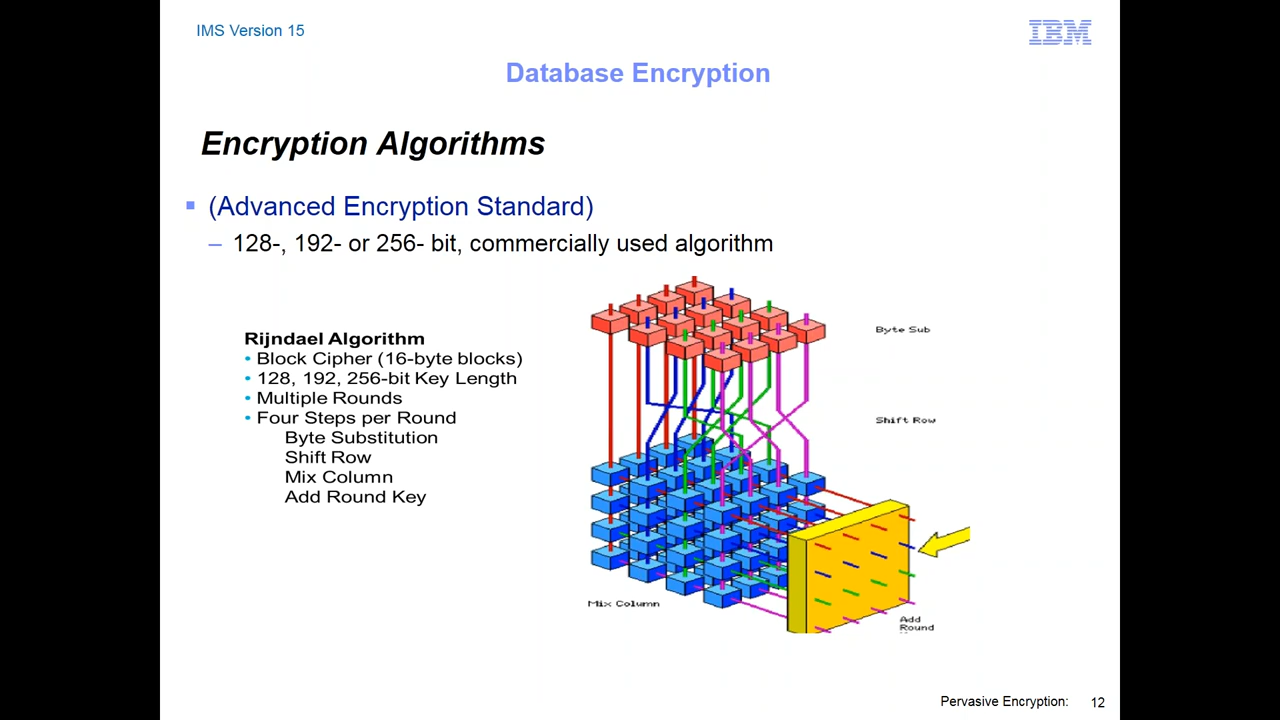 IMS Version 15
IBM
Database Encryption
Encryption Algorithms
▪ (Advanced Encryption Standard)
– 128-, 192- or 256- bit, commercially used algorithm
Rijndael Algorithm
• Block Cipher (16-byte blocks)
• 128, 192, 256-bit Key Length
• Multiple Rounds
• Four Steps per Round
Byte Substitution
Shift Row
Mix Column
Add Round Key
Byte Sub
Shift Row
Mix Column
Add
Round
Pervasive Encryption: 12